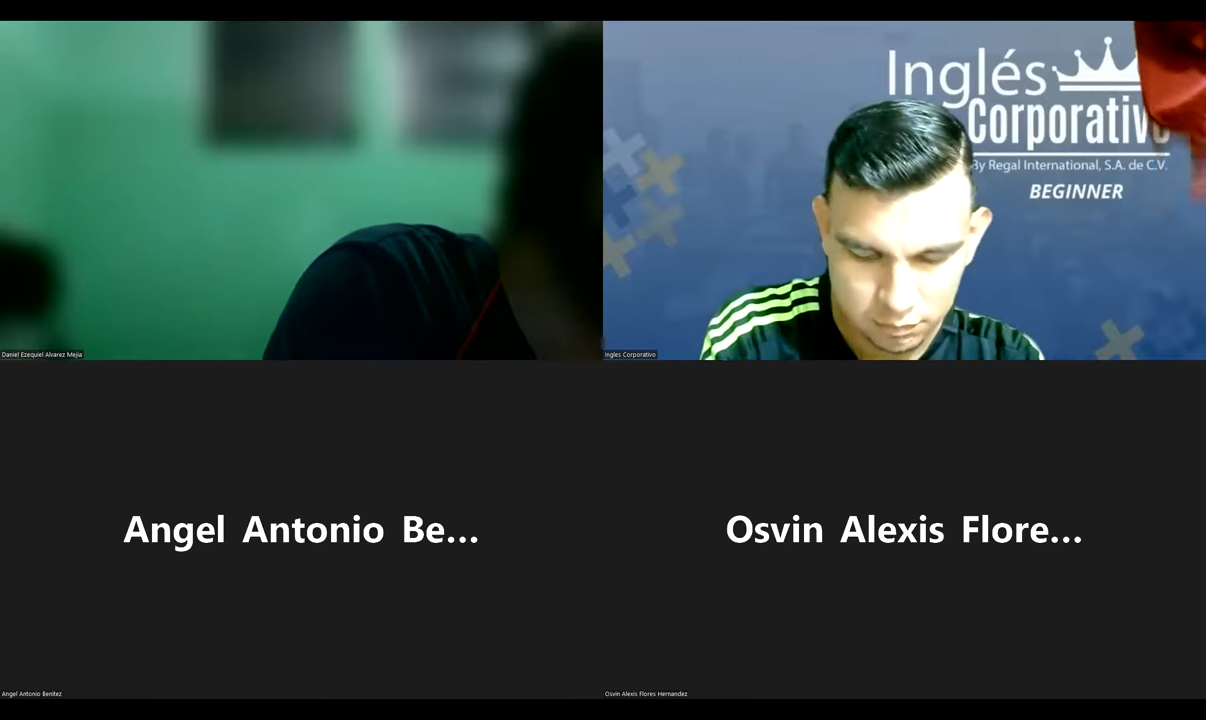 Inglés
Corporativo
By Regal International, S.A. de C.V.
BEGINNER
Daniel Ezequiel Alvarez Mejia
Ingles Corporativo
Angel Antonio Be...
Osvin Alexis Flore...
Angel Antonio Benitez
Osvin Alexis Flores Hernandez